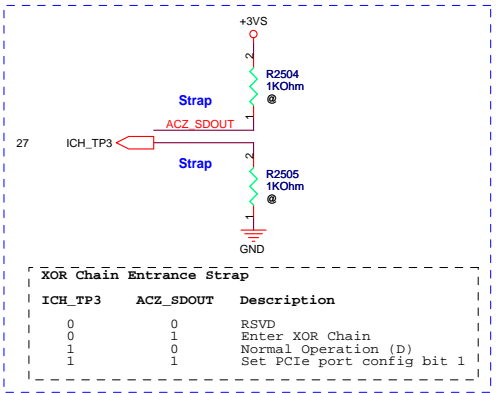 +3VS
2
R2504
1KOhm
@
Strap
1
ACZ_SDOUT
27 ICH_TP3
Strap
2
R2505
1KOhm
@
1
GND
XOR Chain Entrance Strap
ICH_TP3 ACZ_SDOUT Description
0 0 RSVD
0 1 Enter XOR Chain
1 0 Normal Operation (D)
1 1 Set PCIe port config bit 1